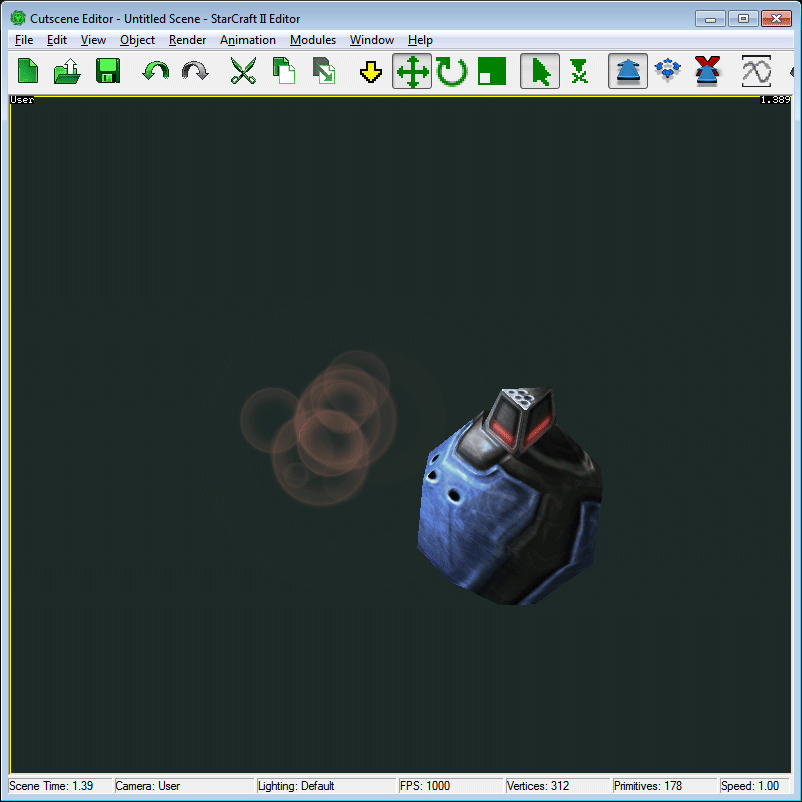 Cutscene Editor - Untitled Scene - StarCraft II Editor
File Edit View Object Render Animation Modules Window Help
User 1.389
Scene Time: 1.39 Camera: User Lighting: Default FPS: 1000 Vertices: 312 Primitives: 178 Speed: 1.00